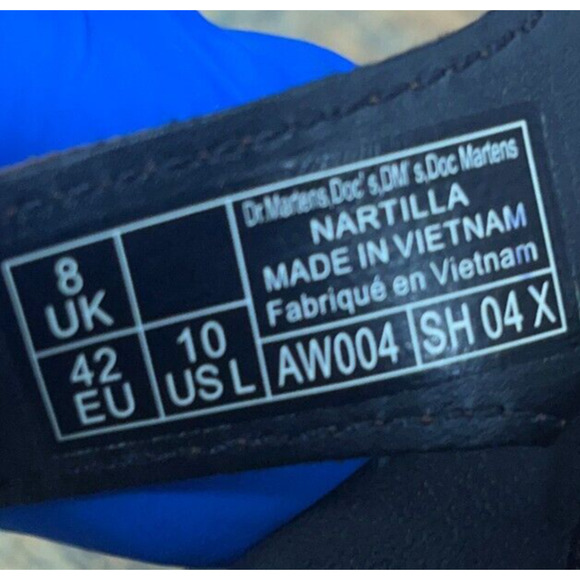 8
UK
42
EU
10
US L
Dr.Martens,Doc's,DM's,Doc Martens
NARTILLA
MADE IN VIETNAM
Fabriqué en Vietnam
AW004
SH 04 X